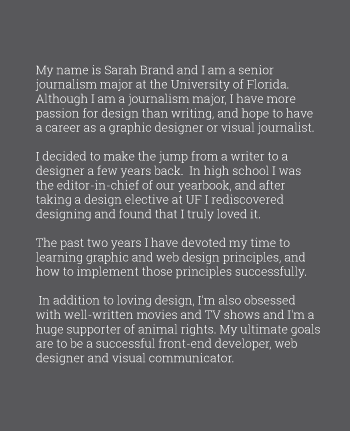 My name is Sarah Brand and I am a senior
journalism major at the University of Florida.
Although I am a journalism major, I have more
passion for design than writing, and hope to have
a career as a graphic designer or visual journalist.
I decided to make the jump from a writer to a
designer a few years back.  In high school I was
the editor-in-chief of our yearbook, and after
taking a design elective at UF I rediscovered
designing and found that I truly loved it.
The past two years I have devoted my time to
learning graphic and web design principles, and
how to implement those principles successfully.
In addition to loving design, I'm also obsessed
with well-written movies and TV shows and I'm a
huge supporter of animal rights. My ultimate goals
are to be a successful front-end developer, web
designer and visual communicator.